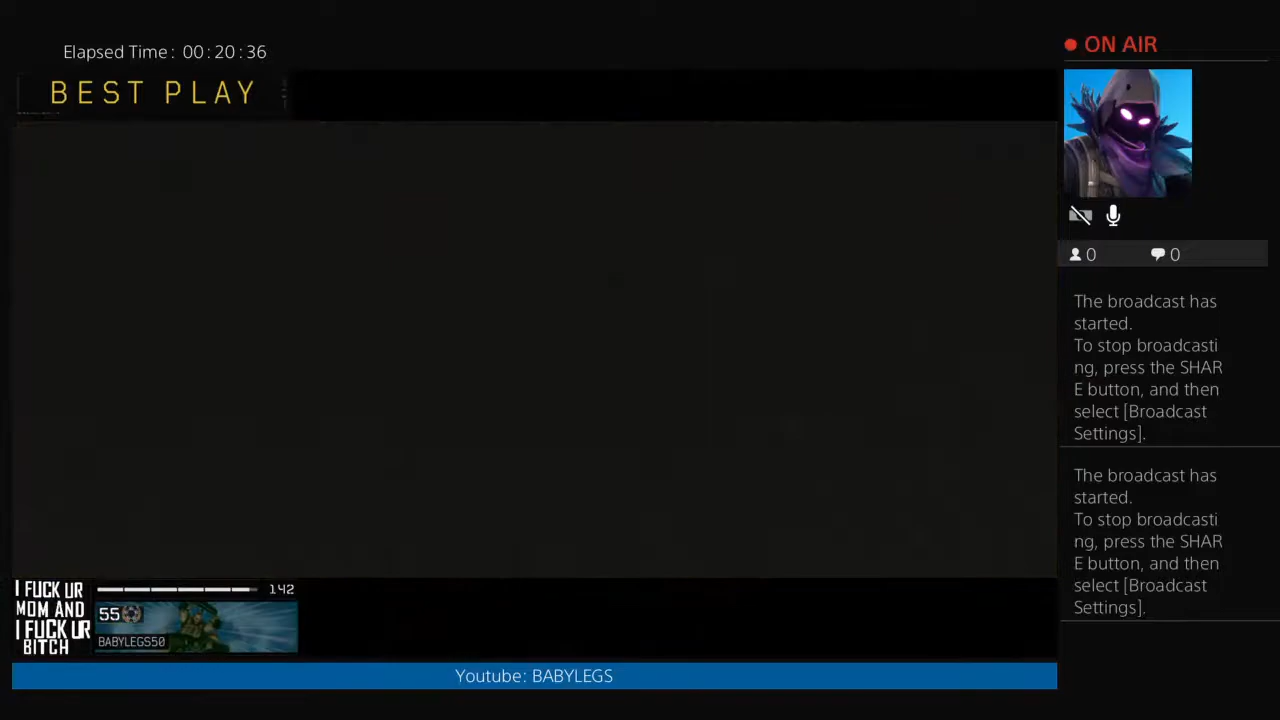 Elapsed Time: 00:20:36
BEST PLAY
ON AIR
0
0
The broadcast has
started.
To stop broadcasti
ng, press the SHAR
E button, and then
select [Broadcast
Settings].
The broadcast has
started.
To stop broadcasti
ng, press the SHAR
E button, and then
select [Broadcast
Settings].
I FUCK UR
MOM AND
I FUCK UR
BITCH
142
55
BABYLEGS50
Youtube: BABYLEGS